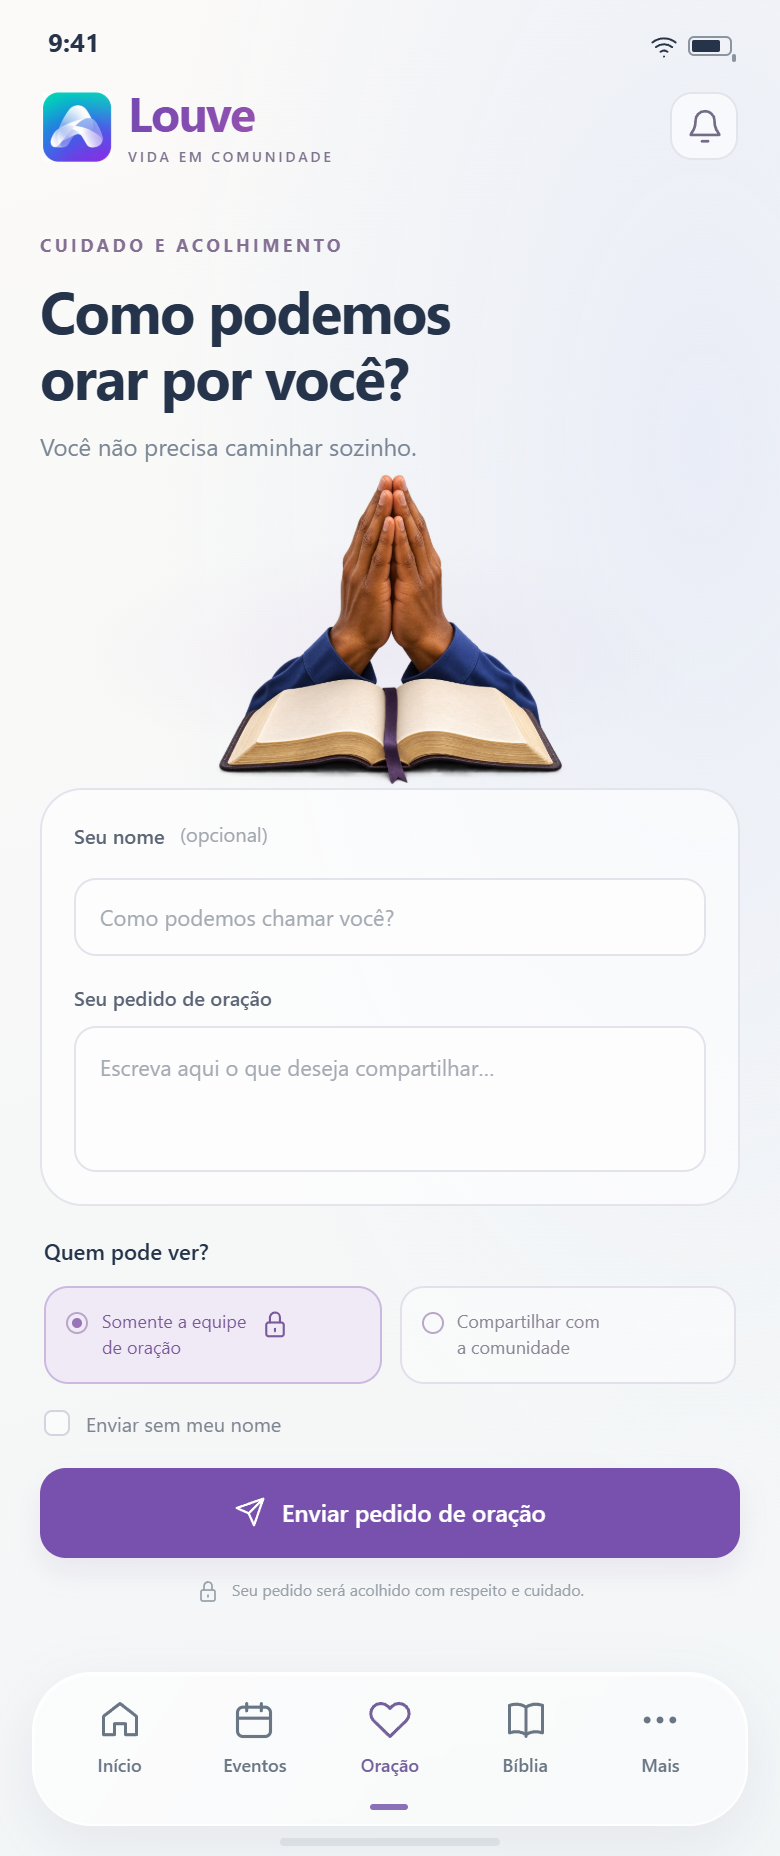 9:41
Louve
VIDA EM COMUNIDADE
CUIDADO E ACOLHIMENTO
Como podemos
orar por você?
Você não precisa caminhar sozinho.
Seu nome (opcional)
Como podemos chamar você?
Seu pedido de oração
Escreva aqui o que deseja compartilhar...
Quem pode ver?
Somente a equipe
de oração
Compartilhar com
a comunidade
Enviar sem meu nome
Enviar pedido de oração
Seu pedido será acolhido com respeito e cuidado.
Início
Eventos
Oração
Bíblia
Mais